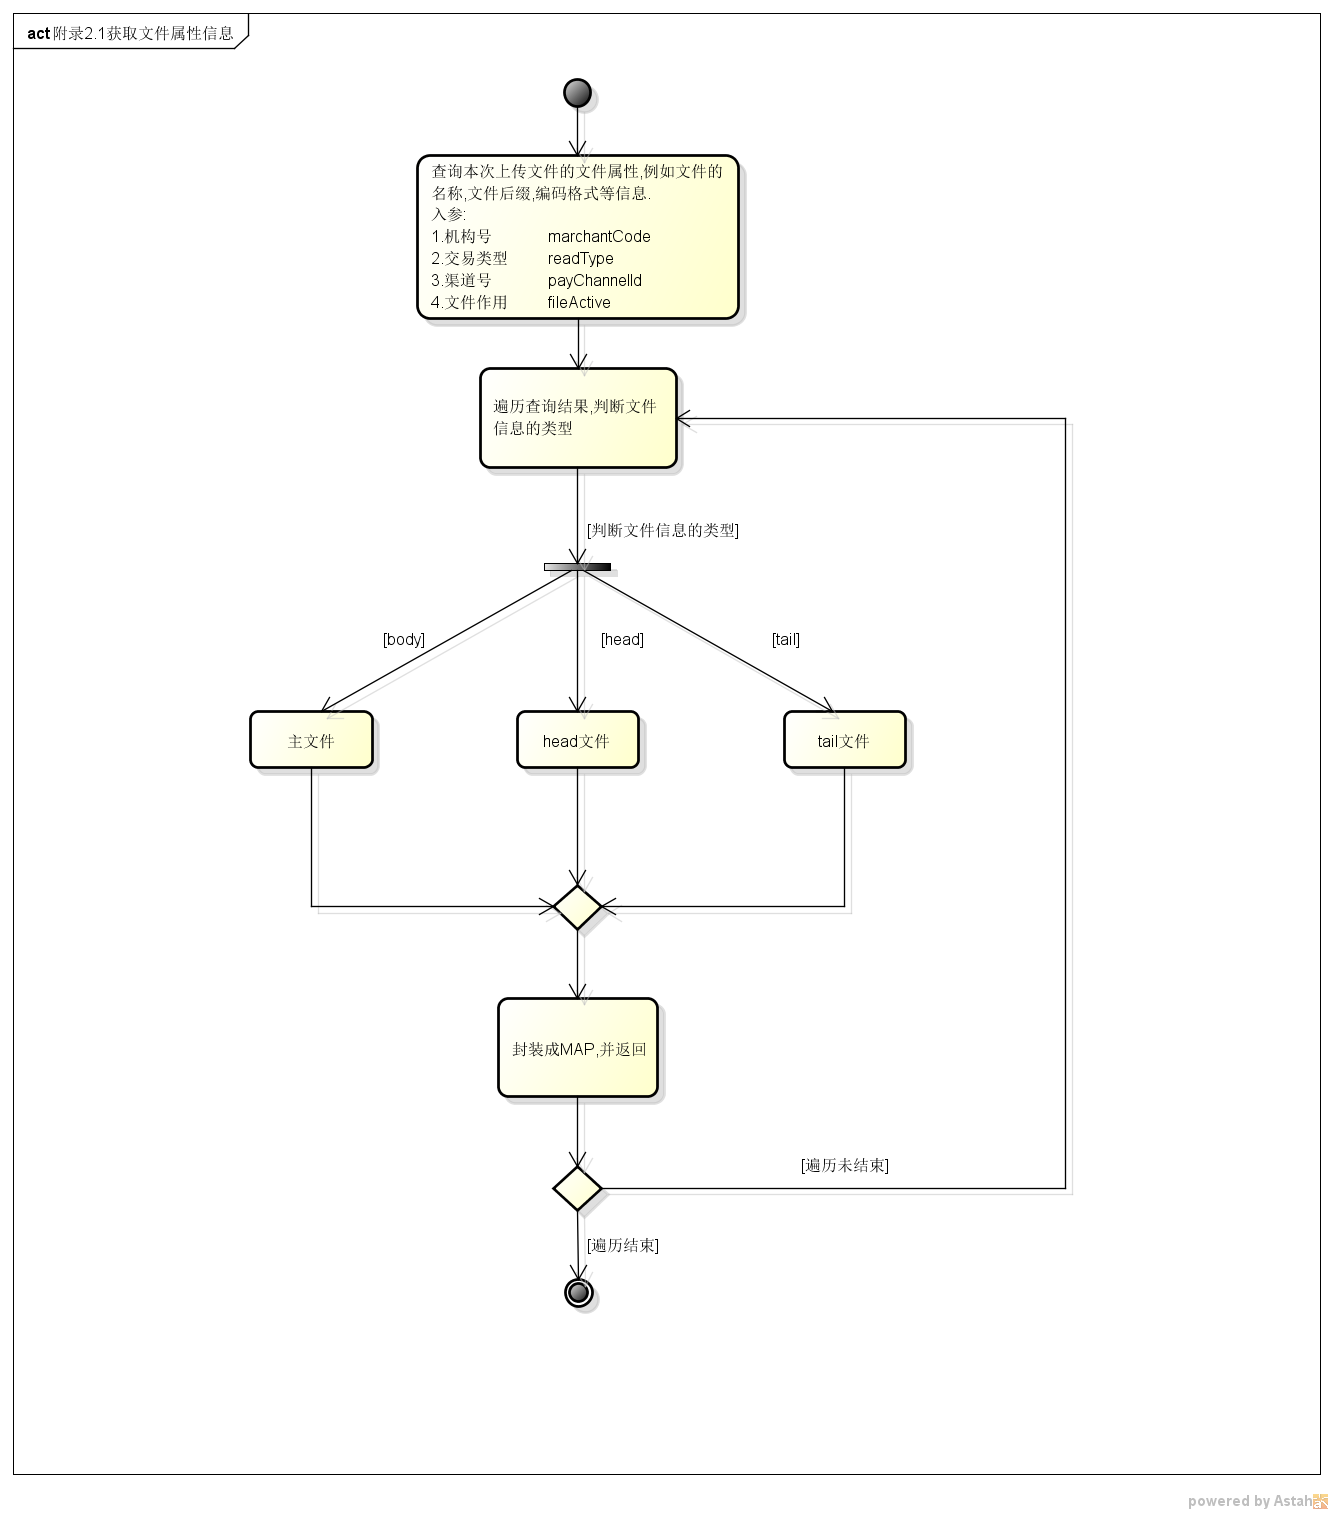 act 附录2.1获取文件属性信息
查询本次上传文件的文件属性,例如文件的
名称,文件后缀,编码格式等信息.
入参:
1.机构号 marchantCode
2.交易类型 readType
3.渠道号 payChannelId
4.文件作用 fileActive
遍历查询结果,判断文件
信息的类型
[判断文件信息的类型]
[body] [head] [tail]
主文件 head文件 tail文件
封装成MAP,并返回
[遍历未结束]
[遍历结束]
powered by Astah